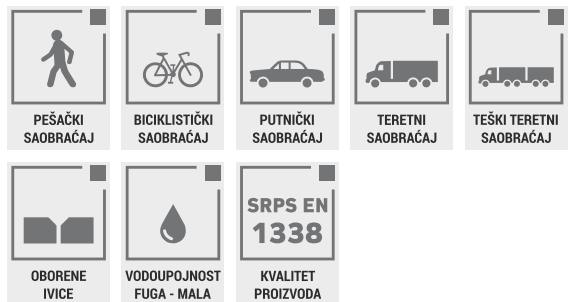 PEŠAČKI
SAOBRAĆAJ
BICIKLISTIČKI
SAOBRAĆAJ
PUTNIČKI
SAOBRAĆAJ
TERETNI
SAOBRAĆAJ
TEŠKI TERETNI
SAOBRAĆAJ
OBORENE
IVICE
VODOUPOJNOST
FUGA - MALA
SRPS EN
1338
KVALITET
PROIZVODA